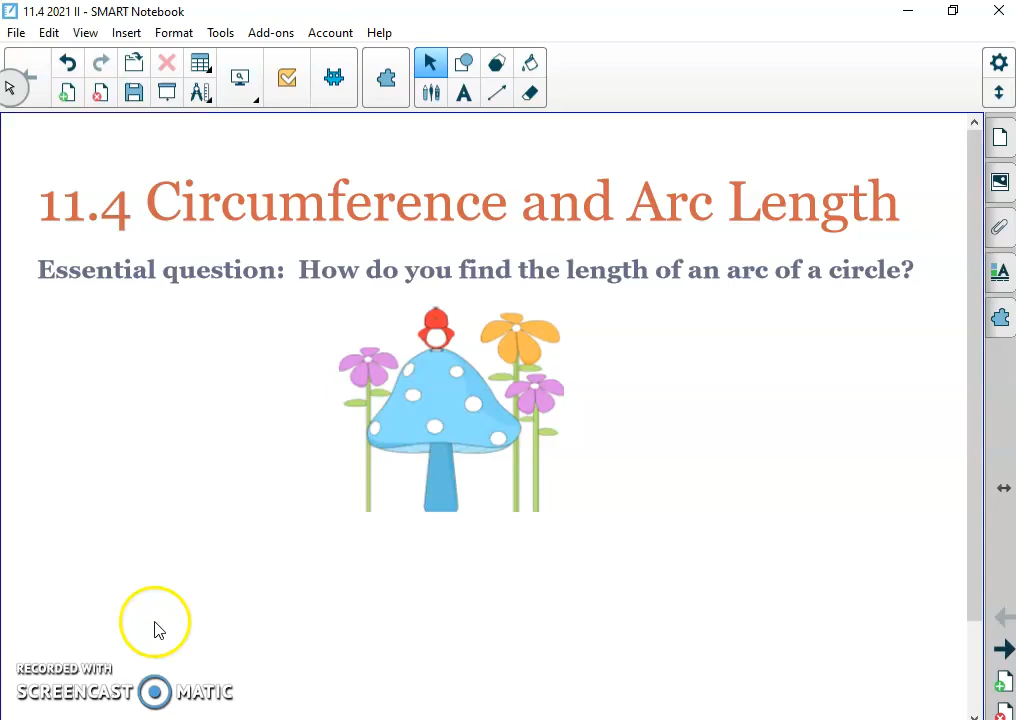 11.4 2021 II - SMART Notebook
File Edit View Insert Format Tools Add-ons Account Help
11.4 Circumference and Arc Length
Essential question:  How do you find the length of an arc of a circle?
RECORDED WITH
SCREENCAST MATIC